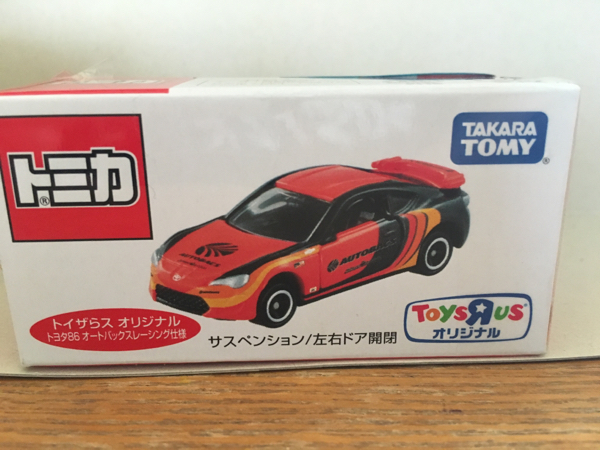 TAKARA
TOMY
®
トミカ
®
AUTOBACS
トイザらス オリジナル
トヨタ86 オートバックスレーシング仕様
サスペンション/左右ドア開閉
ToysЯus
オリジナル